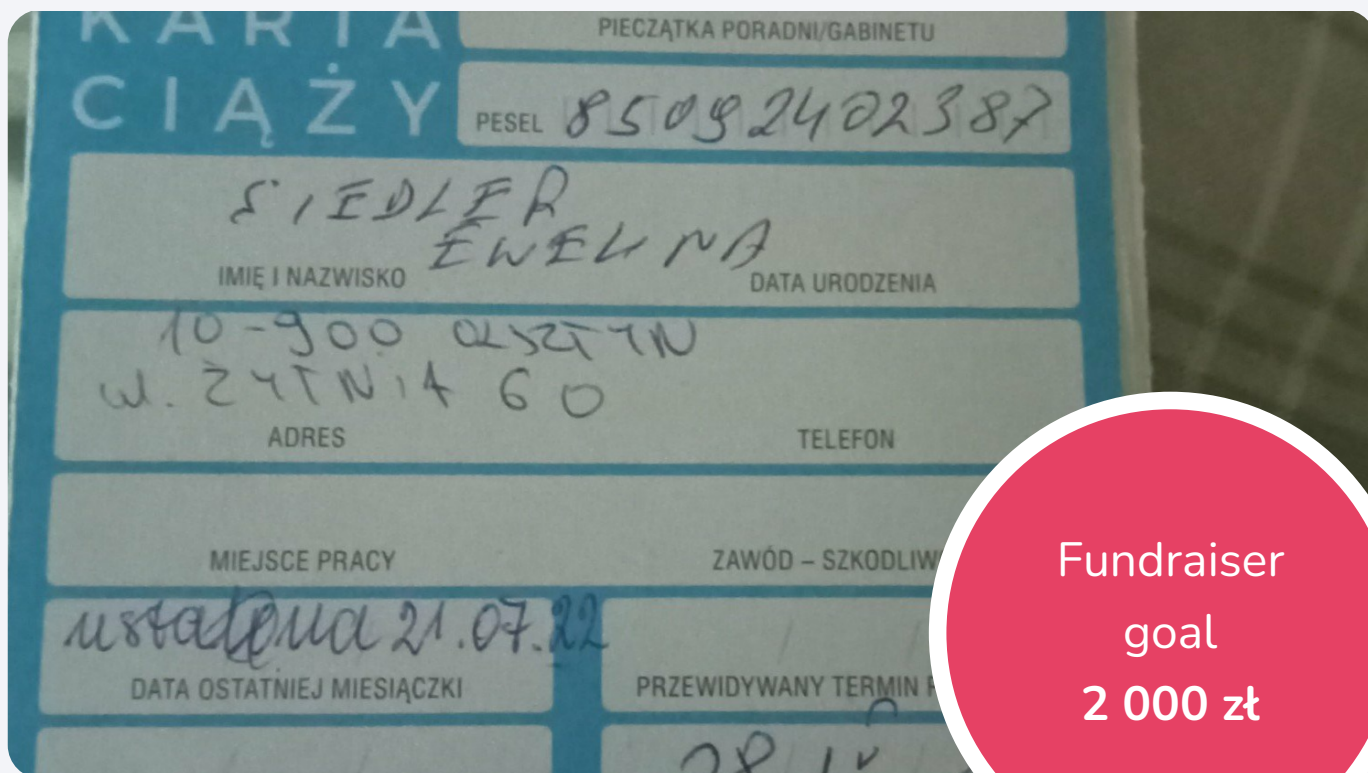 KARTA
CIĄŻY
PIECZĄTKA PORADNI/GABINETU
PESEL 85092402387
SIEDLER
EWELINA
IMIĘ I NAZWISKO DATA URODZENIA
10-900 OLSZTYN
ul. ŻYTNIA 60
ADRES TELEFON
MIEJSCE PRACY ZAWÓD –
ustalona 21.07.22
DATA OSTATNIEJ MIESIĄCZKI PRZEWIDYWANY TERMIN
Fundraiser
goal
2 000 zł